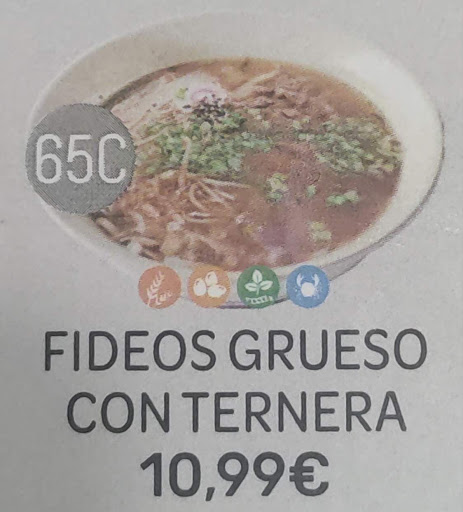 65C
FIDEOS GRUESO
CON TERNERA
10,99€